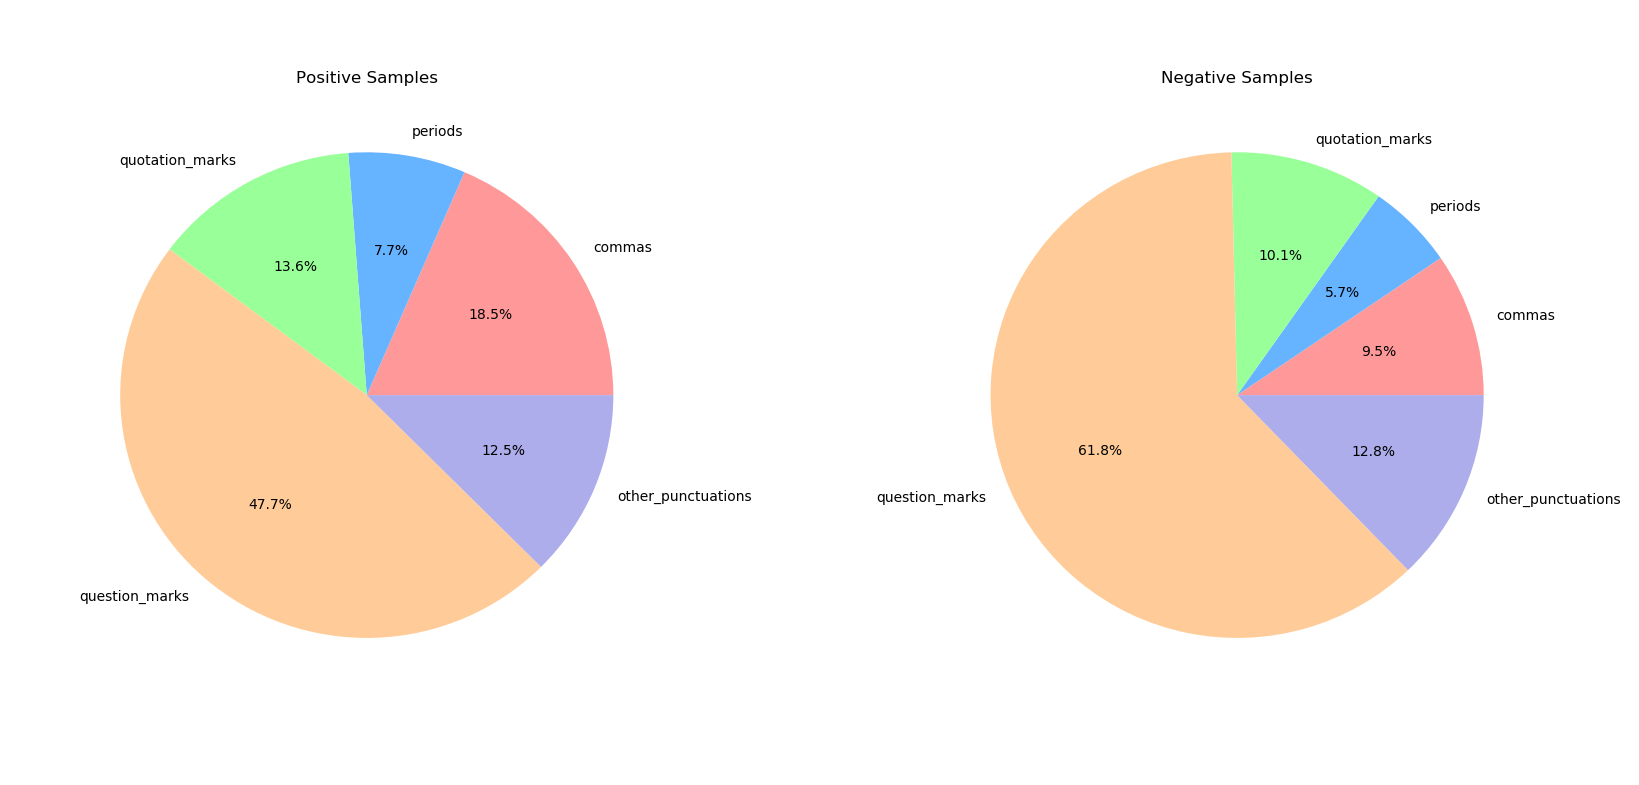 Positive Samples
periods
quotation_marks
commas
7.7%
13.6%
18.5%
12.5%
other_punctuations
47.7%
question_marks
Negative Samples
quotation_marks
periods
10.1%
5.7%
commas
9.5%
61.8%
12.8%
question_marks
other_punctuations